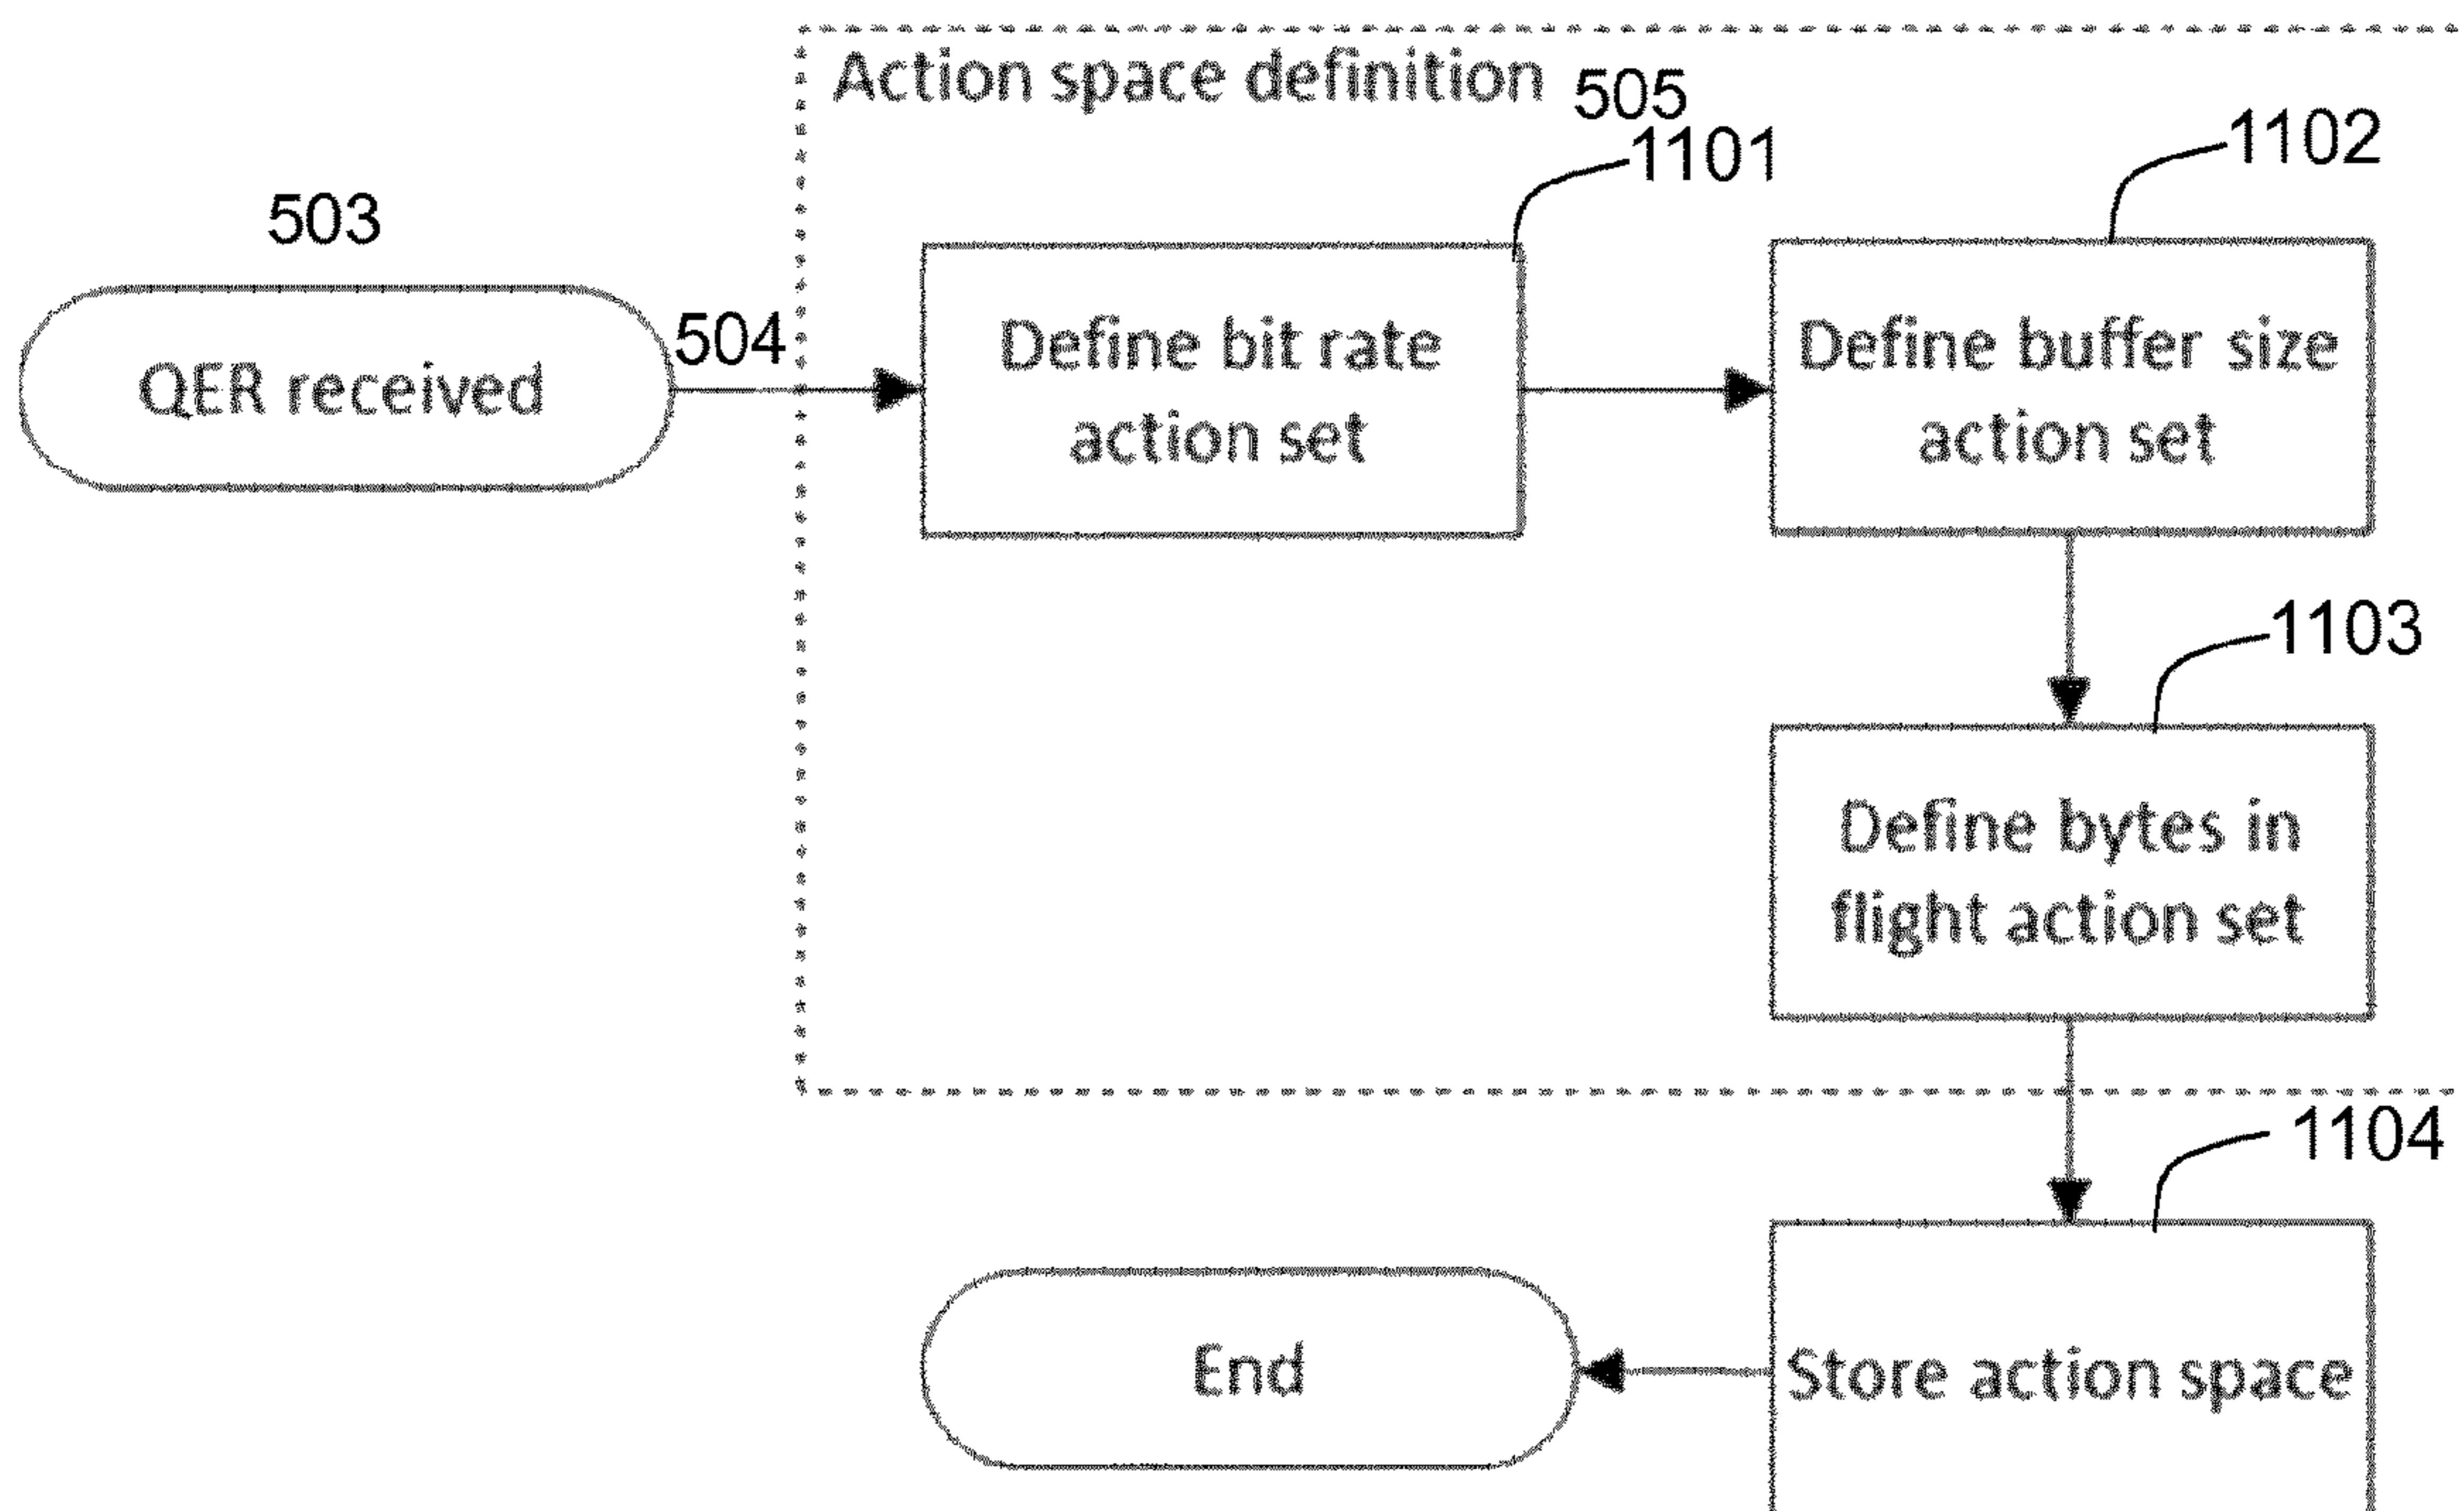 Action space definition
505
1101
1102
503
504
QER received
Define bit rate
action set
Define buffer size
action set
1103
Define bytes in
flight action set
1104
End
Store action space